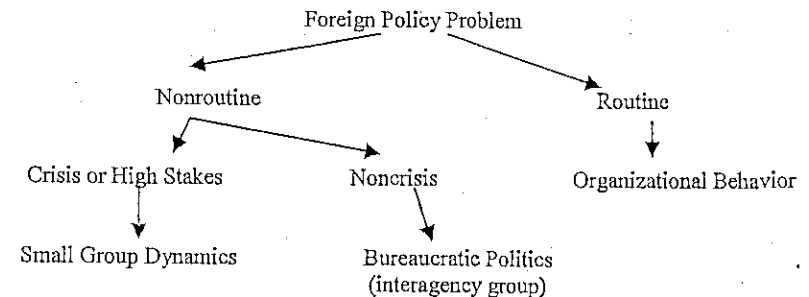 Foreign Policy Problem
Nonroutine
Routine
Crisis or High Stakes
Noncrisis
Organizational Behavior
Small Group Dynamics
Bureaucratic Politics
(interagency group)